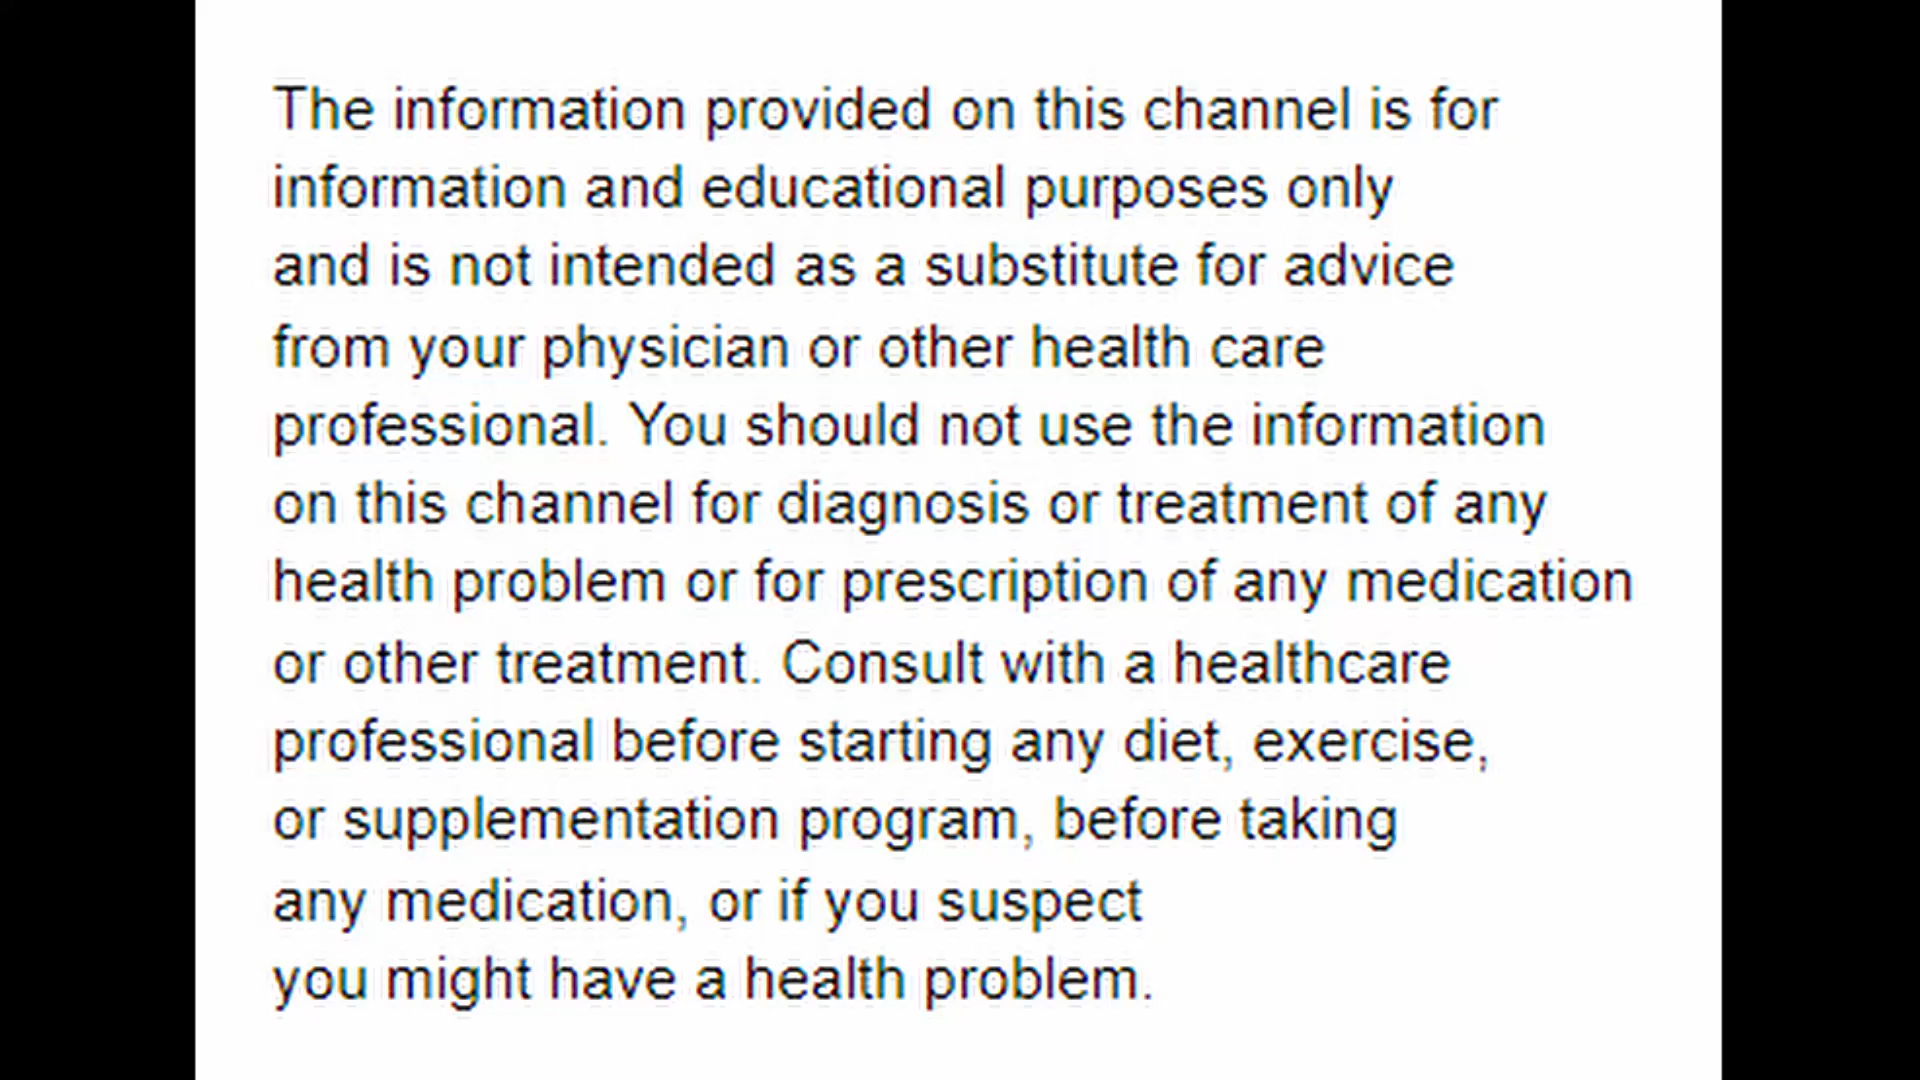 The information provided on this channel is for
information and educational purposes only
and is not intended as a substitute for advice
from your physician or other health care
professional. You should not use the information
on this channel for diagnosis or treatment of any
health problem or for prescription of any medication
or other treatment. Consult with a healthcare
professional before starting any diet, exercise,
or supplementation program, before taking
any medication, or if you suspect
you might have a health problem.